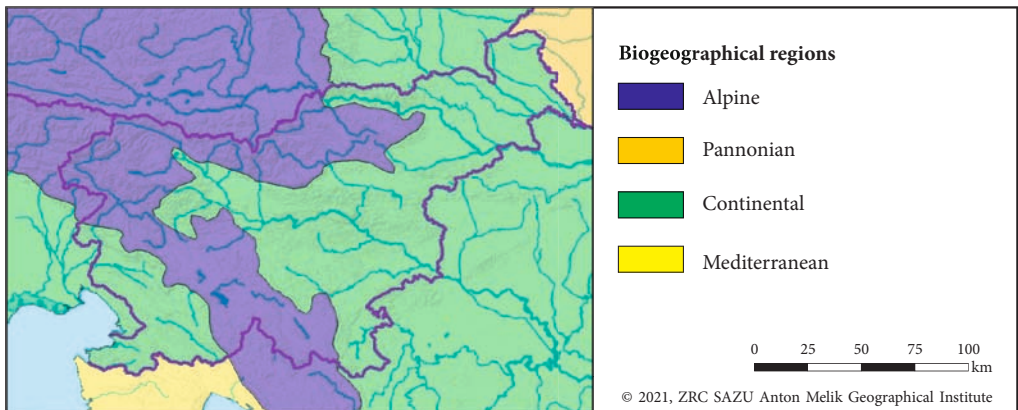 Biogeographical regions
Alpine
Pannonian
Continental
Mediterranean
0 25 50 75 100
km
© 2021, ZRC SAZU Anton Melik Geographical Institute